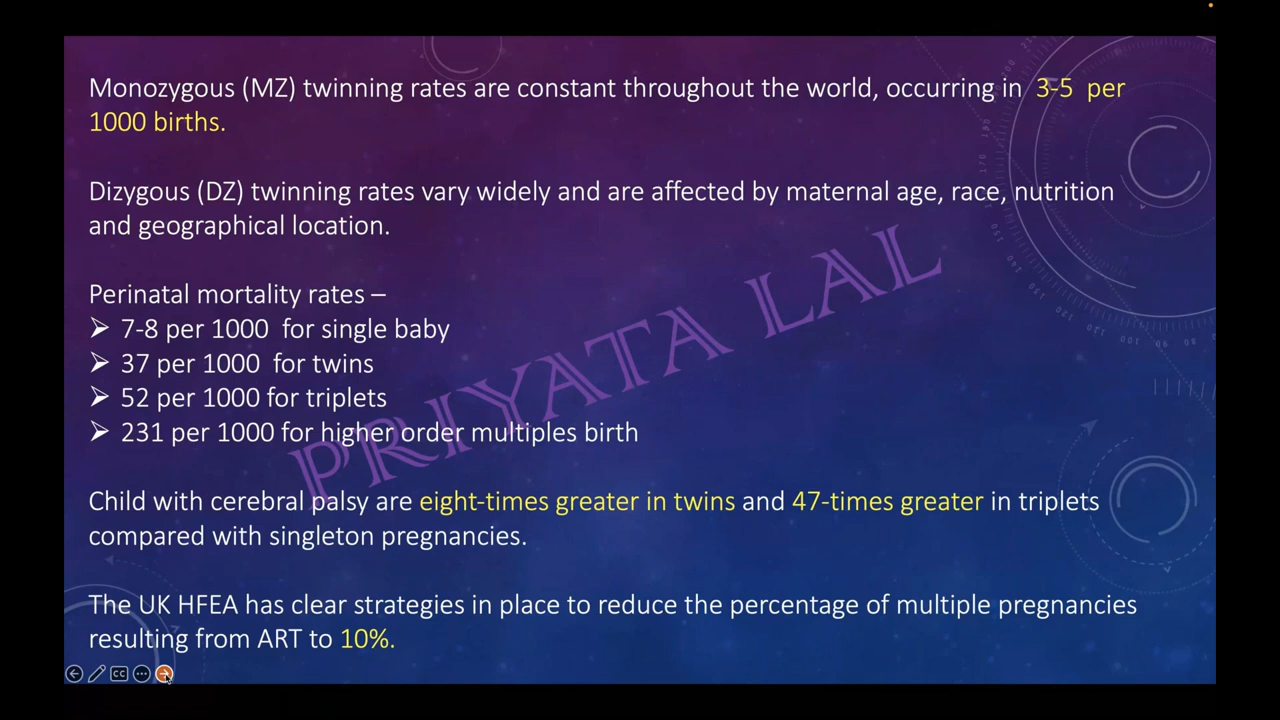 Monozygous (MZ) twinning rates are constant throughout the world, occurring in 3-5 per
1000 births.
Dizygous (DZ) twinning rates vary widely and are affected by maternal age, race, nutrition
and geographical location.
Perinatal mortality rates –
➢ 7-8 per 1000 for single baby
➢ 37 per 1000 for twins
➢ 52 per 1000 for triplets
➢ 231 per 1000 for higher order multiples birth
PRIYATA LAL
Child with cerebral palsy are eight-times greater in twins and 47-times greater in triplets
compared with singleton pregnancies.
The UK HFEA has clear strategies in place to reduce the percentage of multiple pregnancies
resulting from ART to 10%.
CC